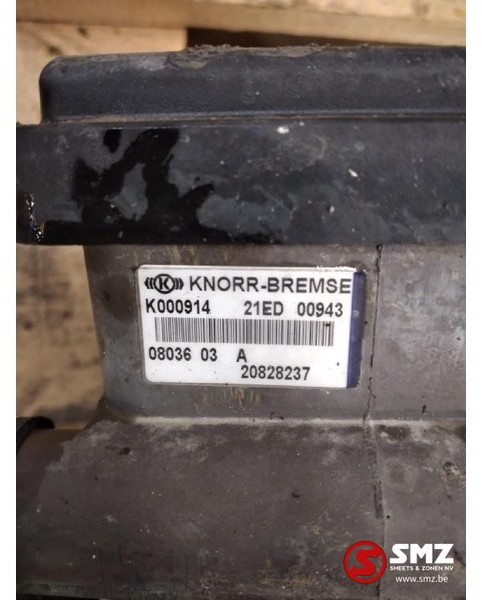 K KNORR-BREMSE
K000914 21ED 00943
08036 03 A
20828237
SMZ
SMEETS & ZONEN NV
www.smz.be